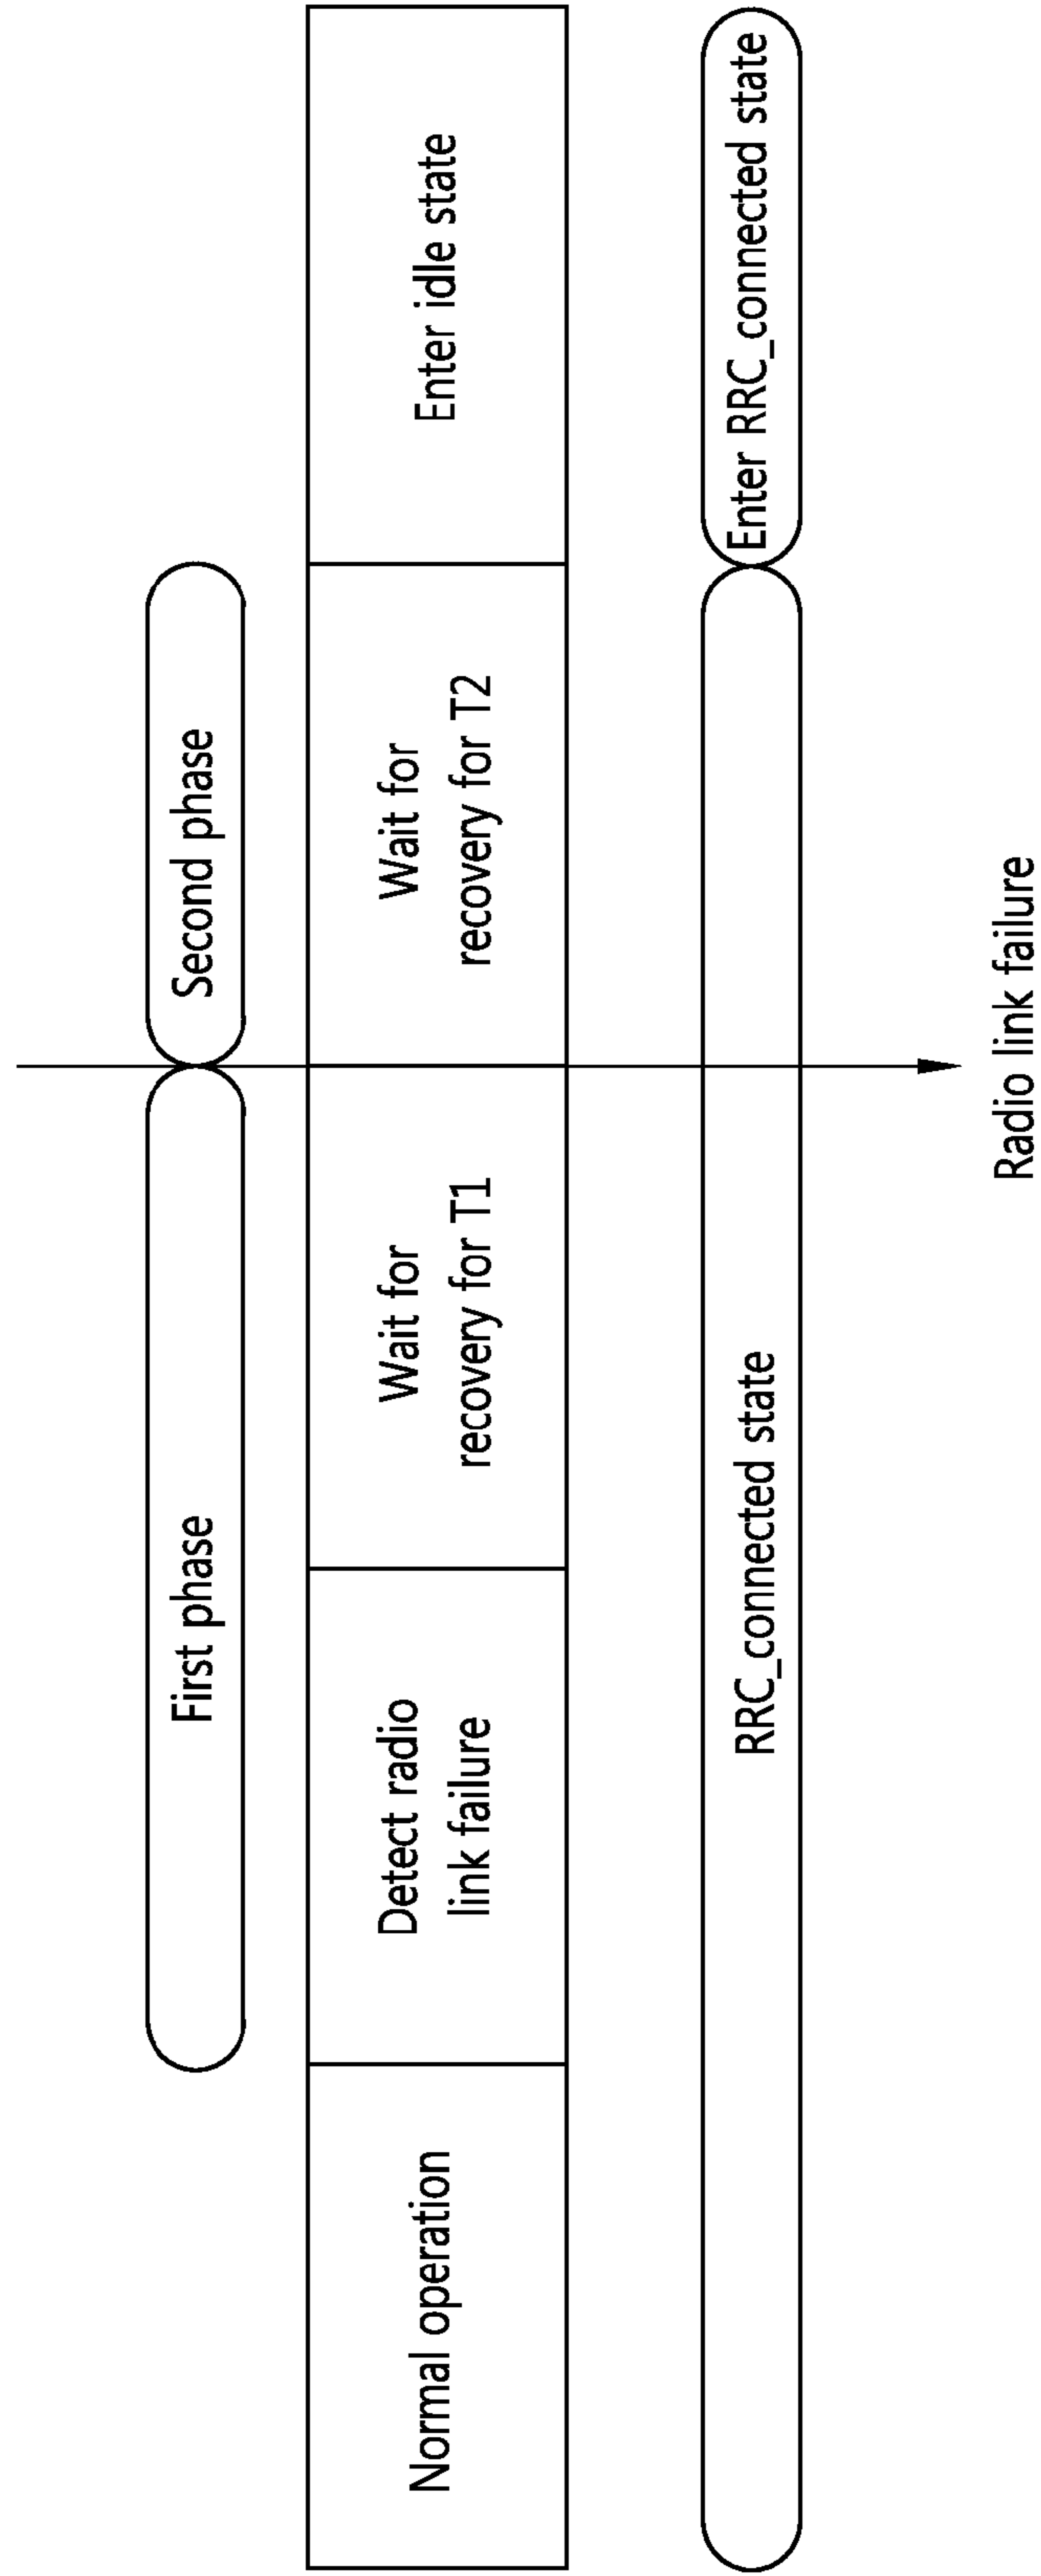 First phase
Second phase
Normal operation
Detect radio
link failure
Wait for
recovery for T1
Wait for
recovery for T2
Enter idle state
RRC_connected state
Enter RRC_connected state
Radio link failure